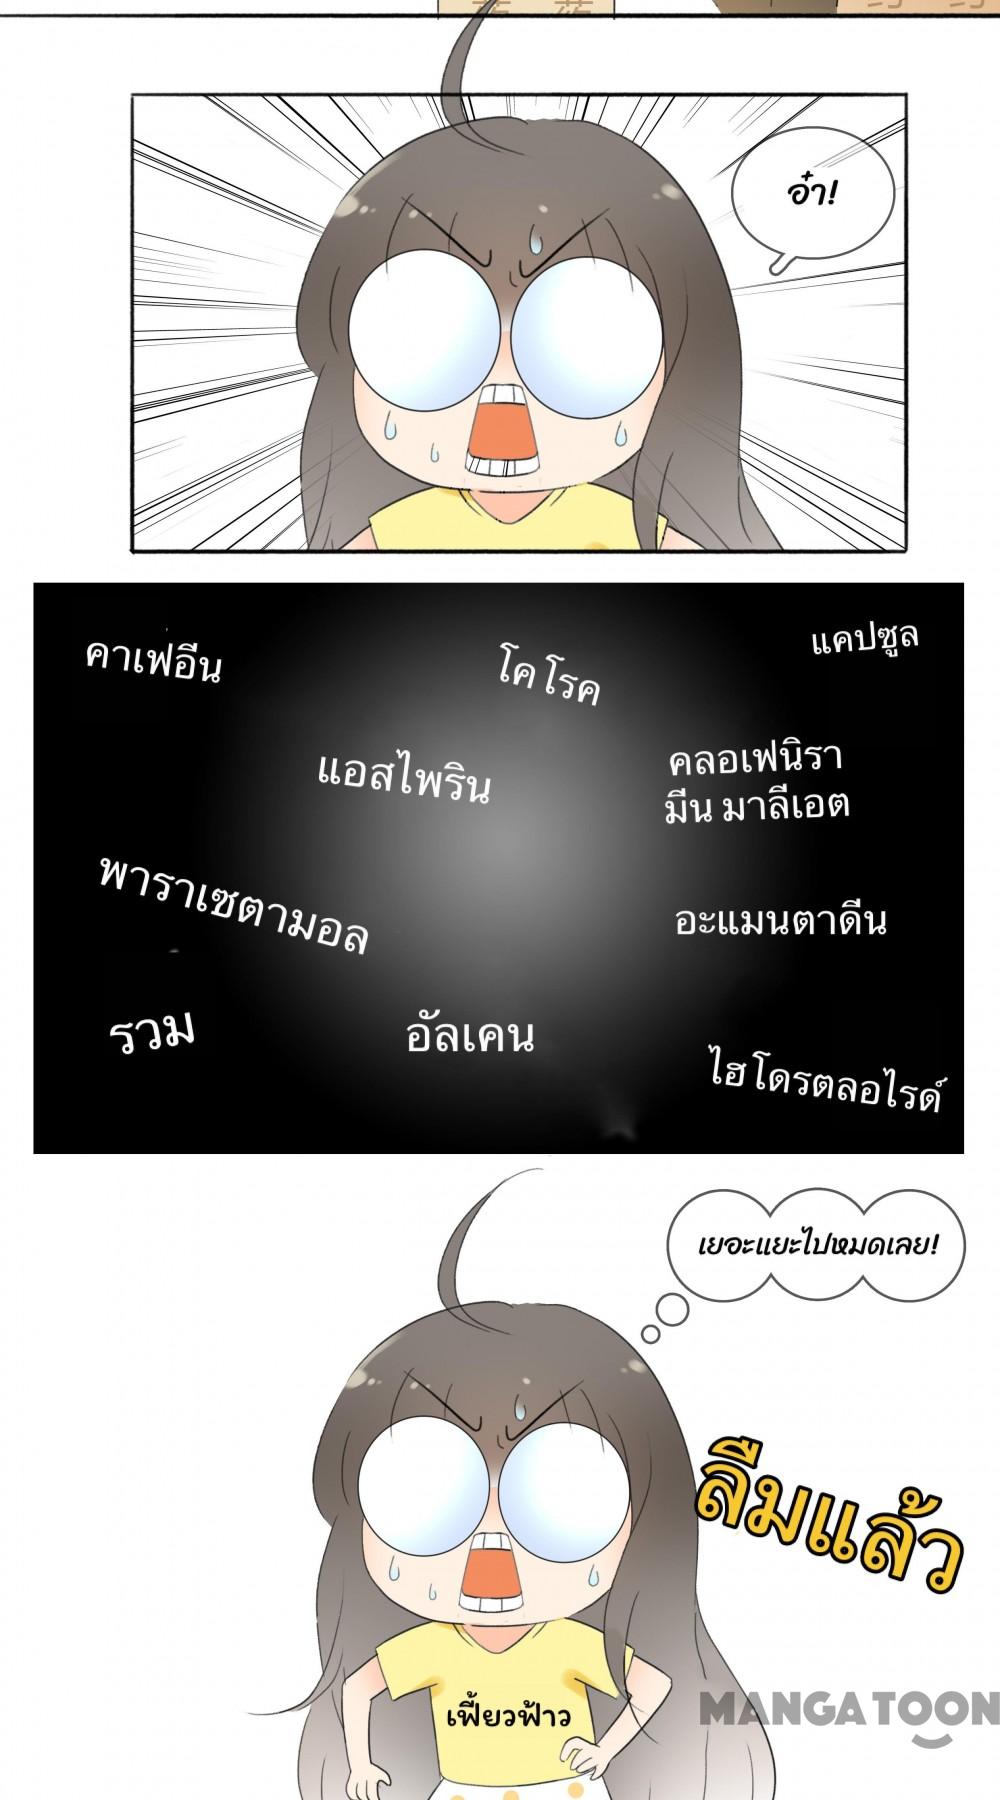 อ๋า!
คาเฟอีน
โคโรค
แคปซูล
แอสไพริน
คลอเฟนิรา
มีน มาลีเอต
พาราเซตามอล
อะแมนตาดีน
รวม
อัลเคน
ไฮโดรตลอไรด์
เยอะแยะไปหมดเลย!
ลืมแล้ว
เฟี้ยวฟ้าว
MANGATOON